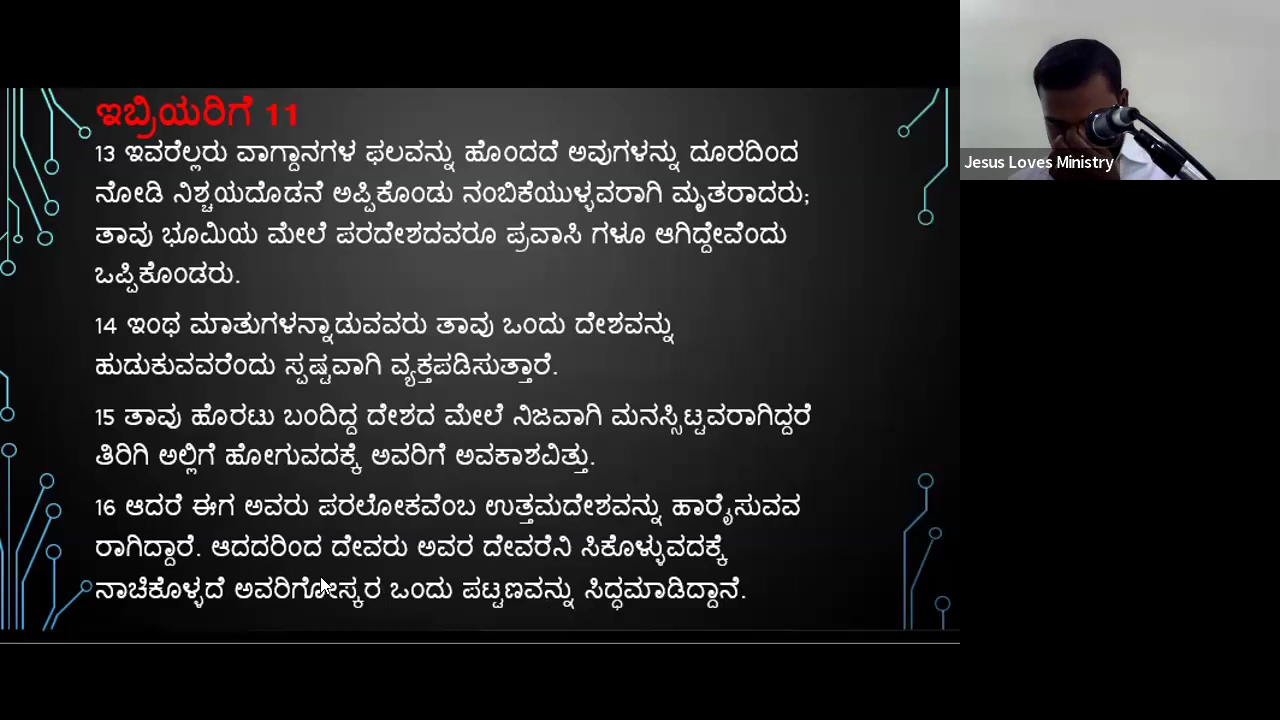 ಇಬ್ರಿಯರಿಗೆ 11
13 ಇವರೆಲ್ಲರು ವಾಗ್ದಾನಗಳ ಫಲವನ್ನು ಹೊಂದದೆ ಅವುಗಳನ್ನು ದೂರದಿಂದ
ನೋಡಿ ನಿಶ್ಚಯದೊಡನೆ ಅಪ್ಪಿಕೊಂಡು ನಂಬಿಕೆಯುಳ್ಳವರಾಗಿ ಮೃತರಾದರು;
ತಾವು ಭೂಮಿಯ ಮೇಲೆ ಪರದೇಶದವರೂ ಪ್ರವಾಸಿ ಗಳೂ ಆಗಿದ್ದೇವೆಂದು
ಒಪ್ಪಿಕೊಂಡರು.
14 ಇಂಥ ಮಾತುಗಳನ್ನಾಡುವವರು ತಾವು ಒಂದು ದೇಶವನ್ನು
ಹುಡುಕುವವರೆಂದು ಸ್ಪಷ್ಟವಾಗಿ ವ್ಯಕ್ತಪಡಿಸುತ್ತಾರೆ.
15 ತಾವು ಹೊರಟು ಬಂದಿದ್ದ ದೇಶದ ಮೇಲೆ ನಿಜವಾಗಿ ಮನಸ್ಸಿಟ್ಟವರಾಗಿದ್ದರೆ
ತಿರಿಗಿ ಅಲ್ಲಿಗೆ ಹೋಗುವದಕ್ಕೆ ಅವರಿಗೆ ಅವಕಾಶವಿತ್ತು.
16 ಆದರೆ ಈಗ ಅವರು ಪರಲೋಕವೆಂಬ ಉತ್ತಮದೇಶವನ್ನು ಹಾರೈಸುವವ
ರಾಗಿದ್ದಾರೆ. ಆದದರಿಂದ ದೇವರು ಅವರ ದೇವರೆನಿ ಸಿಕೊಳ್ಳುವದಕ್ಕೆ
ನಾಚಿಕೊಳ್ಳದೆ ಅವರಿಗೋಸ್ಕರ ಒಂದು ಪಟ್ಟಣವನ್ನು ಸಿದ್ಧಮಾಡಿದ್ದಾನೆ.
Jesus Loves Ministry